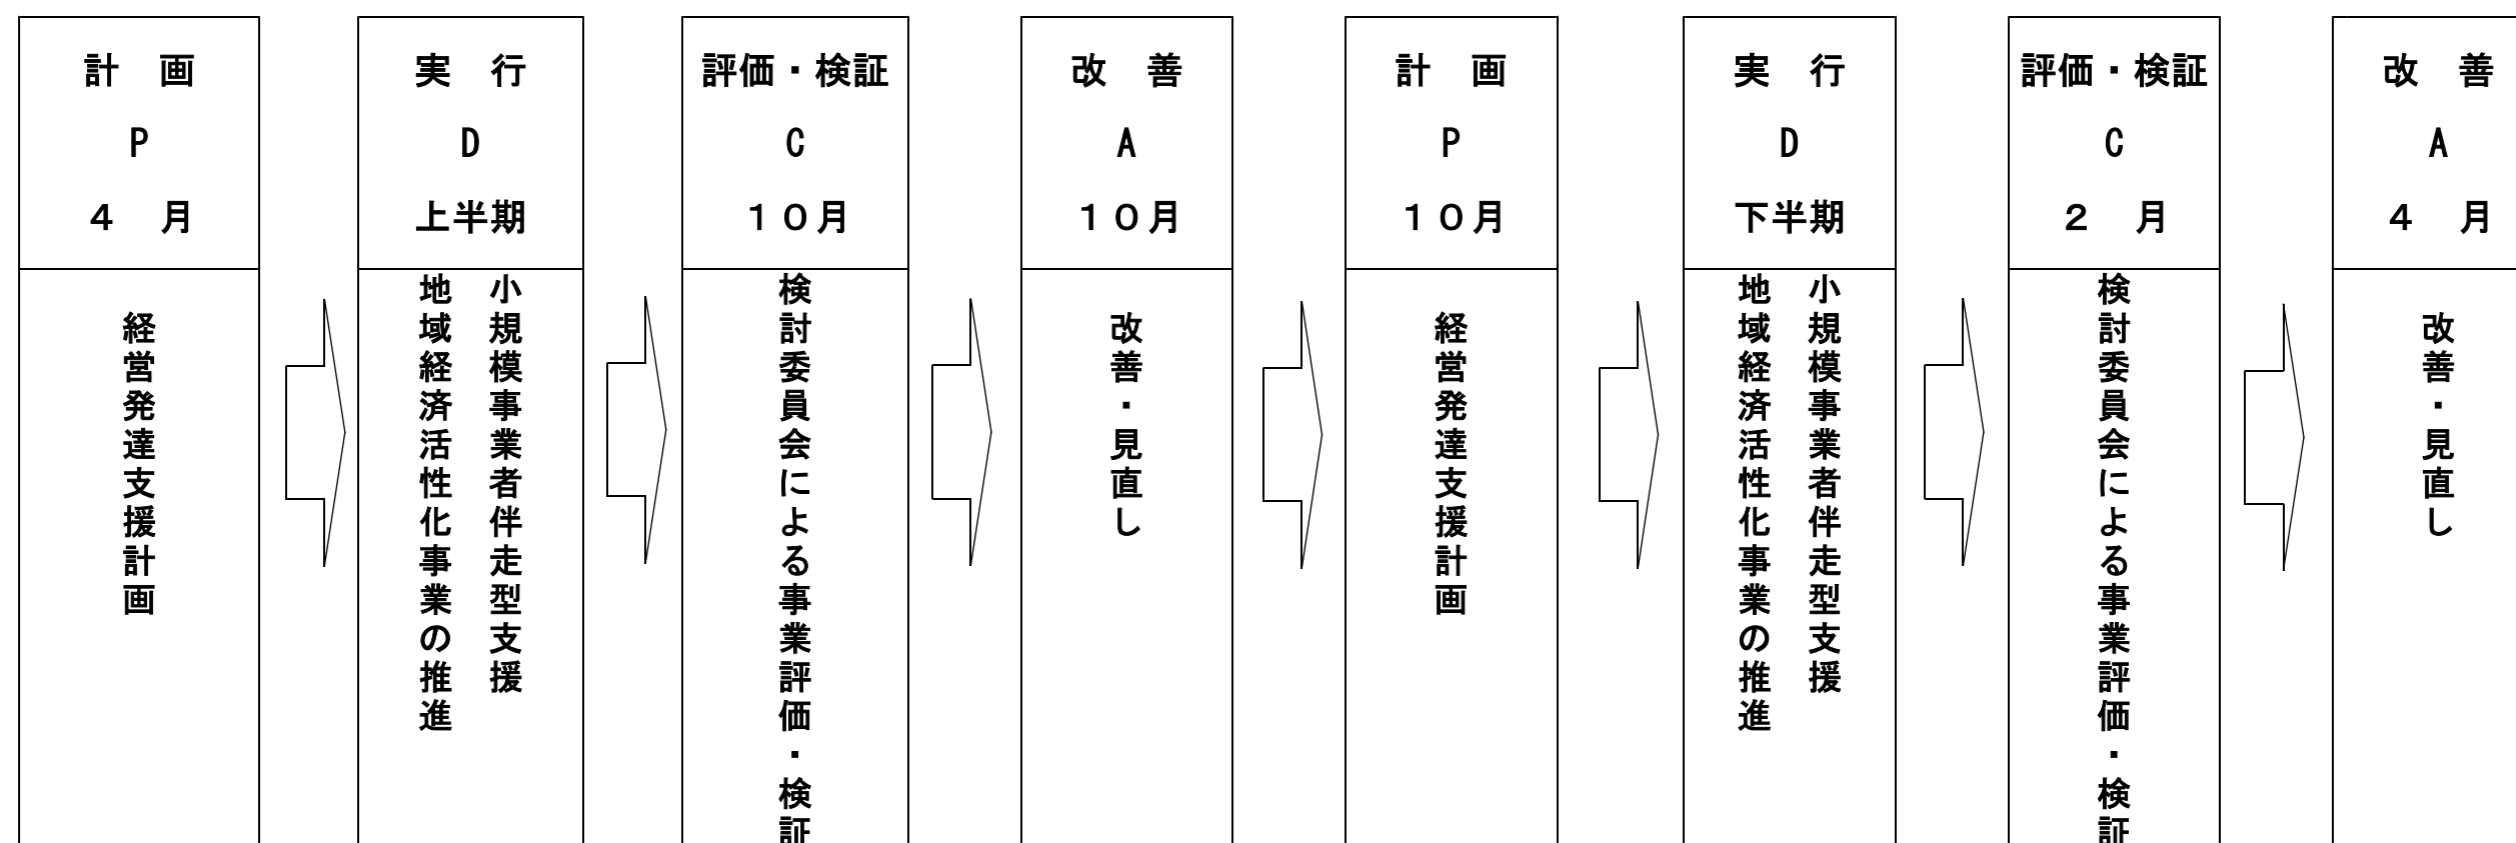 計　画
P
４　月
経営発達支援計画
実　行
D
上半期
小規模事業者伴走型支援
地域経済活性化事業の推進
評価・検証
C
１０月
検討委員会による事業評価・検証
改　善
A
１０月
改善・見直し
計　画
P
１０月
経営発達支援計画
実　行
D
下半期
小規模事業者伴走型支援
地域経済活性化事業の推進
評価・検証
C
２　月
検討委員会による事業評価・検証
改　善
A
４　月
改善・見直し